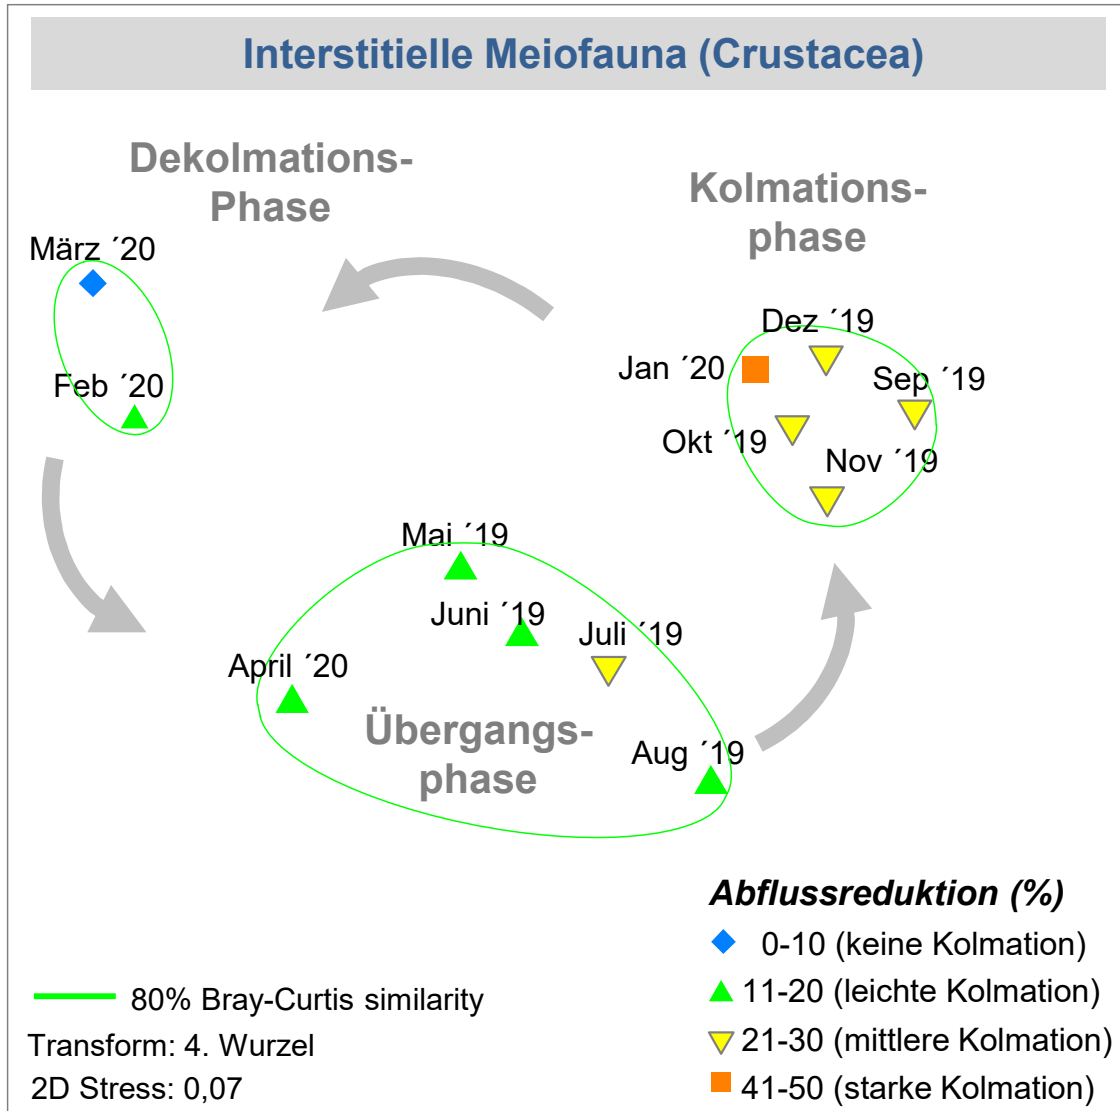 Interstitielle Meiofauna (Crustacea)
Dekolmations-
Phase
Kolmations-
phase
März ´20
Feb ´20
Dez ´19
Jan ´20
Sep ´19
Okt ´19
Nov ´19
Mai ´19
Juni ´19
Juli ´19
April ´20
Übergangs-
phase
Aug ´19
Abflussreduktion (%)
0-10 (keine Kolmation)
11-20 (leichte Kolmation)
21-30 (mittlere Kolmation)
41-50 (starke Kolmation)
80% Bray-Curtis similarity
Transform: 4. Wurzel
2D Stress: 0,07